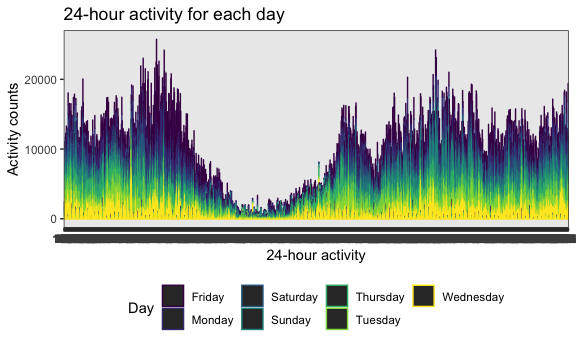 24-hour activity for each day
Activity counts
20000
10000
0
24-hour activity
Day
Friday Saturday Thursday Wednesday
Monday Sunday Tuesday